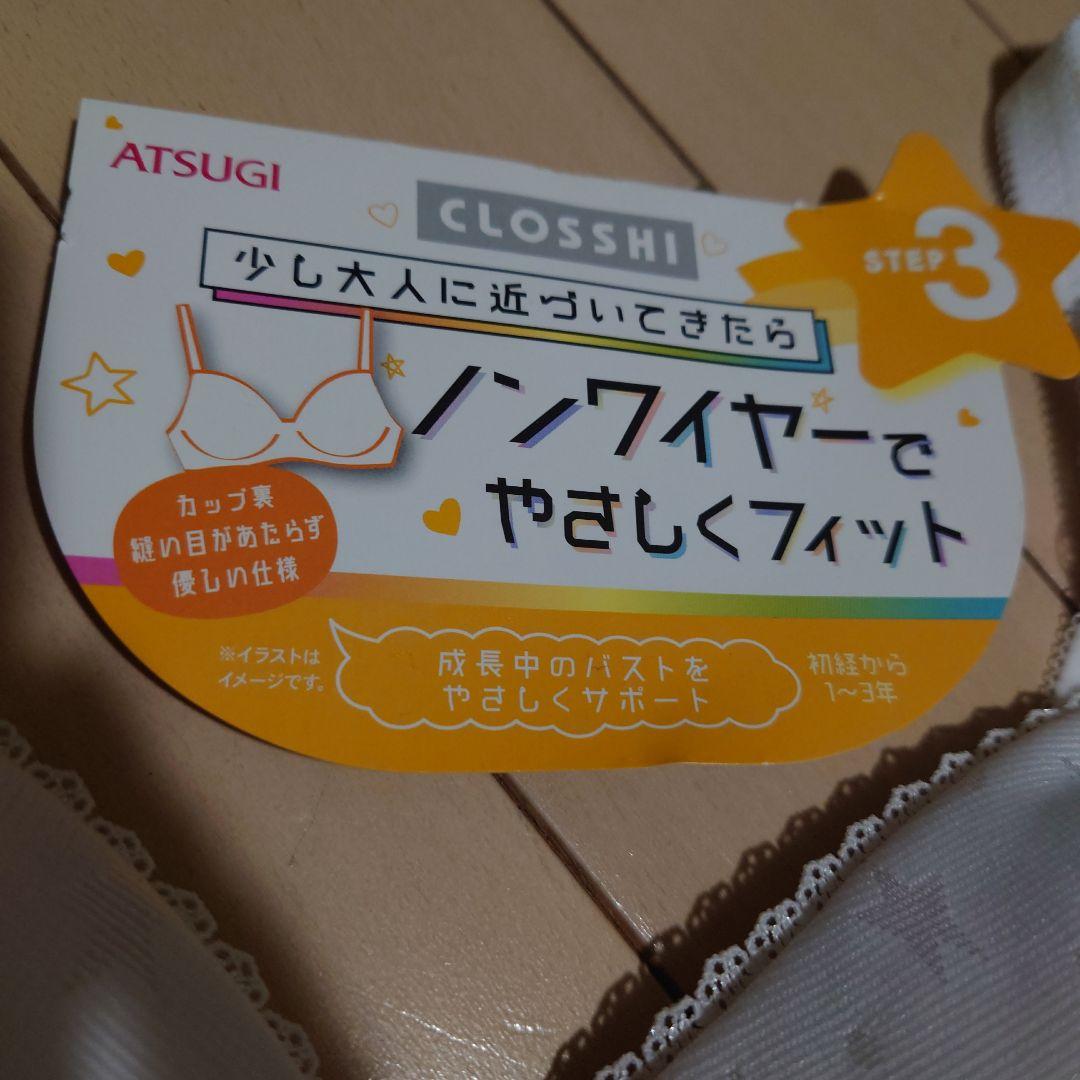 ATSUGI
CLOSSHI
STEP 3
少し大人に近づいてきたら
ノンワイヤーで
やさしくフィット
カップ裏
縫い目があたらず
優しい仕様
※イラストは
イメージです。
成長中のバストを
やさしくサポート
初経から
1〜3年